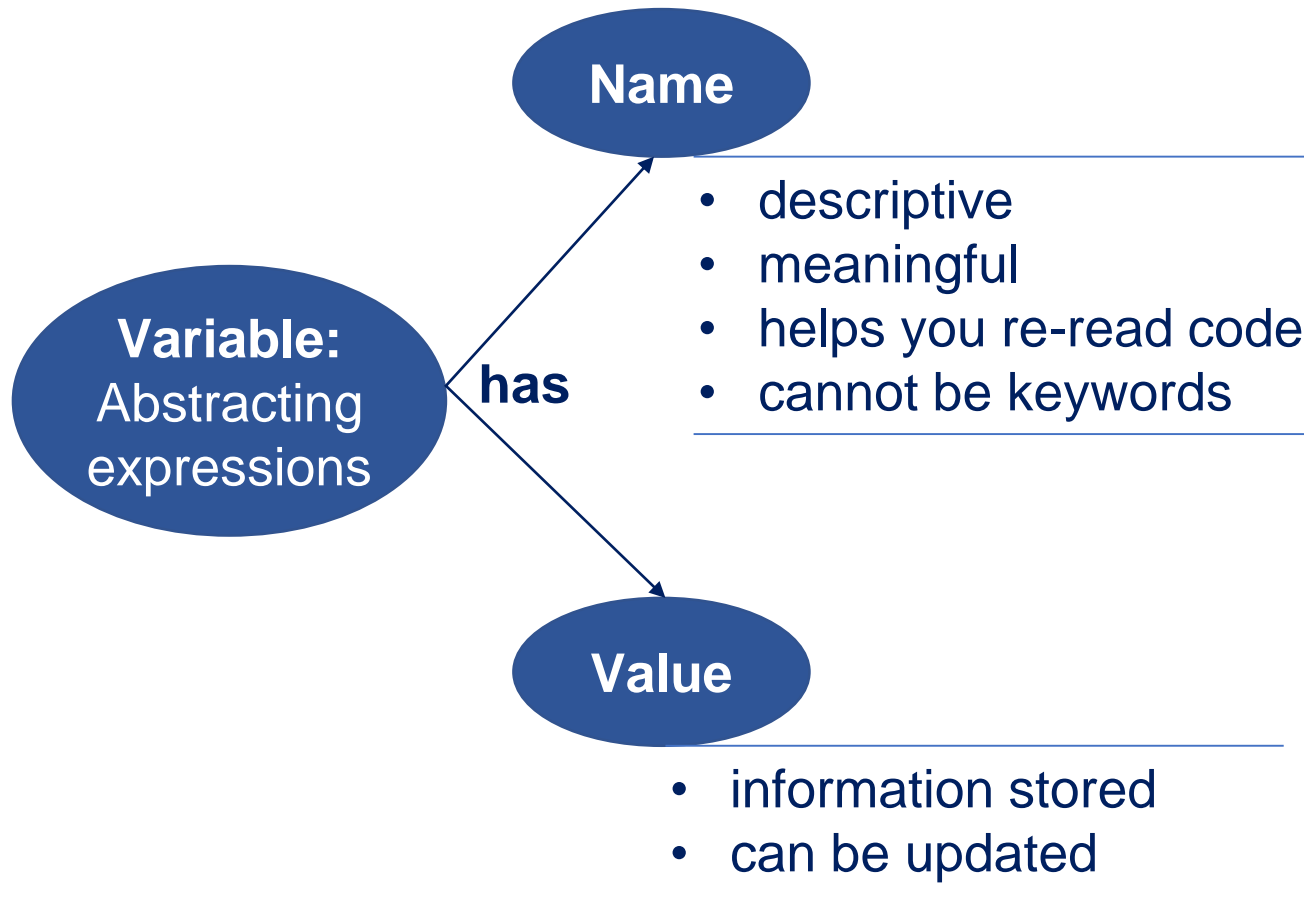 Name
• descriptive
• meaningful
• helps you re-read code
• cannot be keywords
Variable:
Abstracting
expressions
has
Value
• information stored
• can be updated